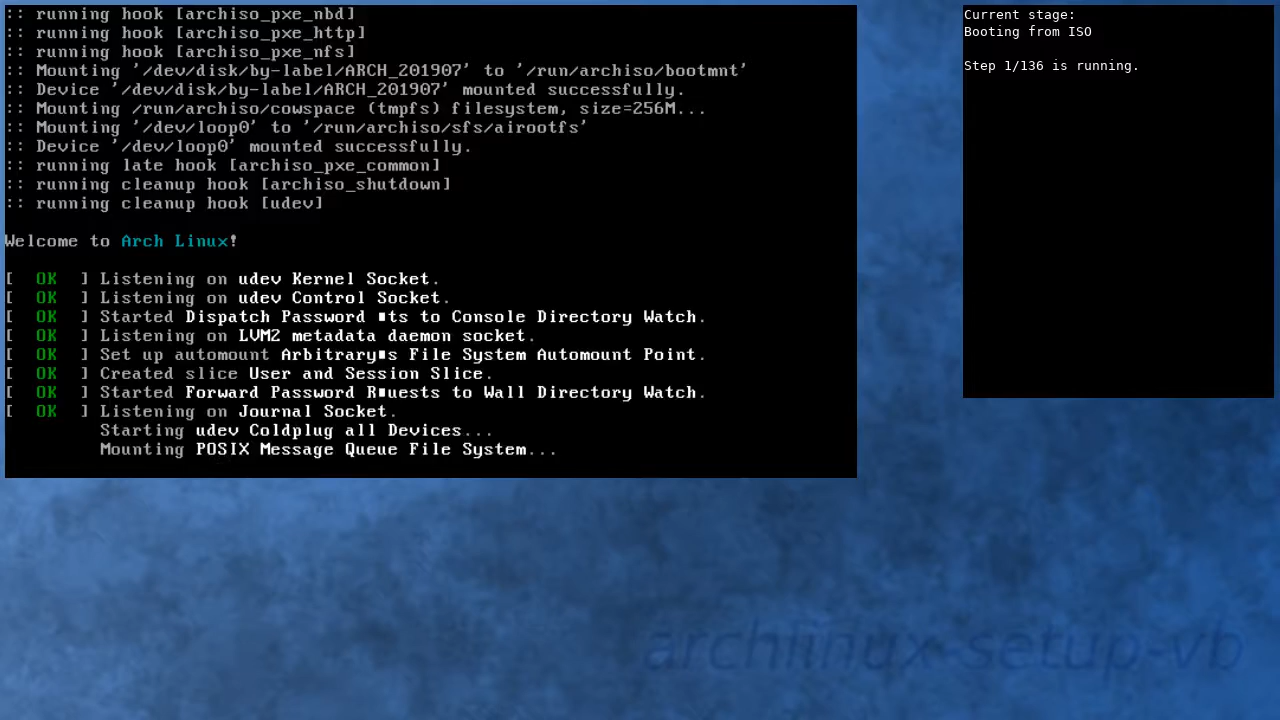 :: running hook [archiso_pxe_nbd]
:: running hook [archiso_pxe_http]
:: running hook [archiso_pxe_nfs]
:: Mounting '/dev/disk/by-label/ARCH_201907' to '/run/archiso/bootmnt'
:: Device '/dev/disk/by-label/ARCH_201907' mounted successfully.
:: Mounting /run/archiso/cowspace (tmpfs) filesystem, size=256M...
:: Mounting '/dev/loop0' to '/run/archiso/sfs/airootfs'
:: Device '/dev/loop0' mounted successfully.
:: running late hook [archiso_pxe_common]
:: running cleanup hook [archiso_shutdown]
:: running cleanup hook [udev]
Welcome to Arch Linux!
[  OK  ] Listening on udev Kernel Socket.
[  OK  ] Listening on udev Control Socket.
[  OK  ] Started Dispatch Password ▪ts to Console Directory Watch.
[  OK  ] Listening on LVM2 metadata daemon socket.
[  OK  ] Set up automount Arbitrary▪s File System Automount Point.
[  OK  ] Created slice User and Session Slice.
[  OK  ] Started Forward Password R▪uests to Wall Directory Watch.
[  OK  ] Listening on Journal Socket.
Starting udev Coldplug all Devices...
Mounting POSIX Message Queue File System...
Current stage:
Booting from ISO
Step 1/136 is running.
archlinux-setup-vb